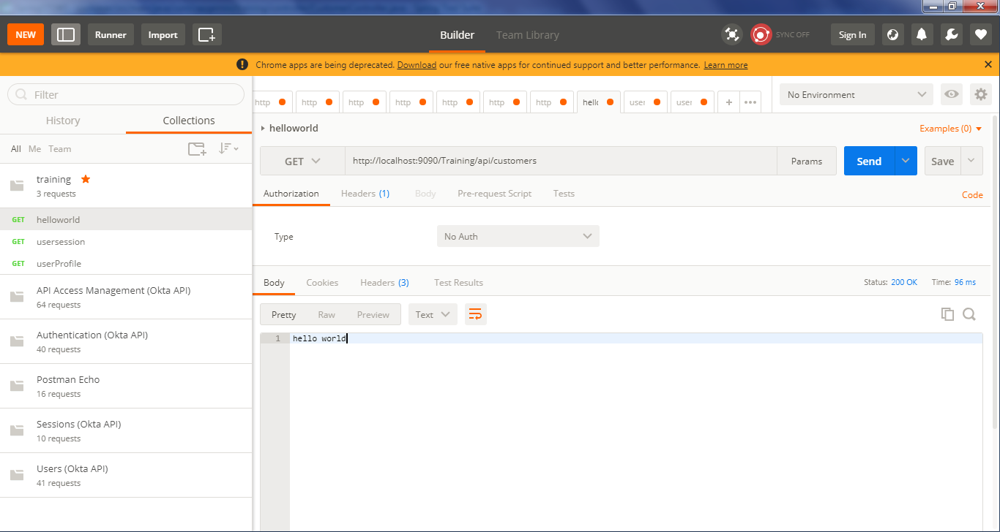 NEW Runner Import Builder Team Library SYNC OFF Sign In
Chrome apps are being deprecated. Download our free native apps for continued support and better performance. Learn more
Filter
History Collections
All Me Team
training
3 requests
GET helloworld
GET usersession
GET userProfile
API Access Management (Okta API)
64 requests
Authentication (Okta API)
40 requests
Postman Echo
16 requests
Sessions (Okta API)
10 requests
Users (Okta API)
41 requests
http http http http http http http hello user user + ••• No Environment
helloworld Examples (0)
GET http://localhost:9090/Training/api/customers Params Send Save
Authorization Headers (1) Body Pre-request Script Tests Code
Type No Auth
Body Cookies Headers (3) Test Results Status: 200 OK Time: 96 ms
Pretty Raw Preview Text
1 hello world